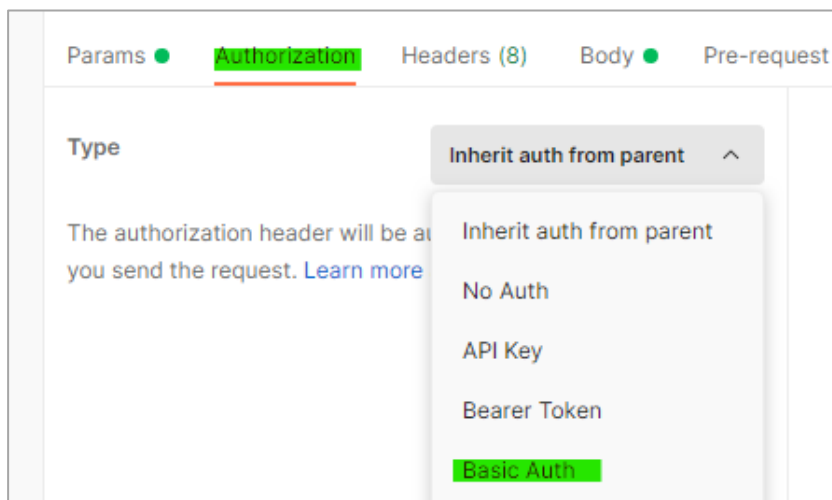 Params Authorization Headers (8) Body Pre-request
Type
Inherit auth from parent
The authorization header will be au
you send the request. Learn more
Inherit auth from parent
No Auth
API Key
Bearer Token
Basic Auth